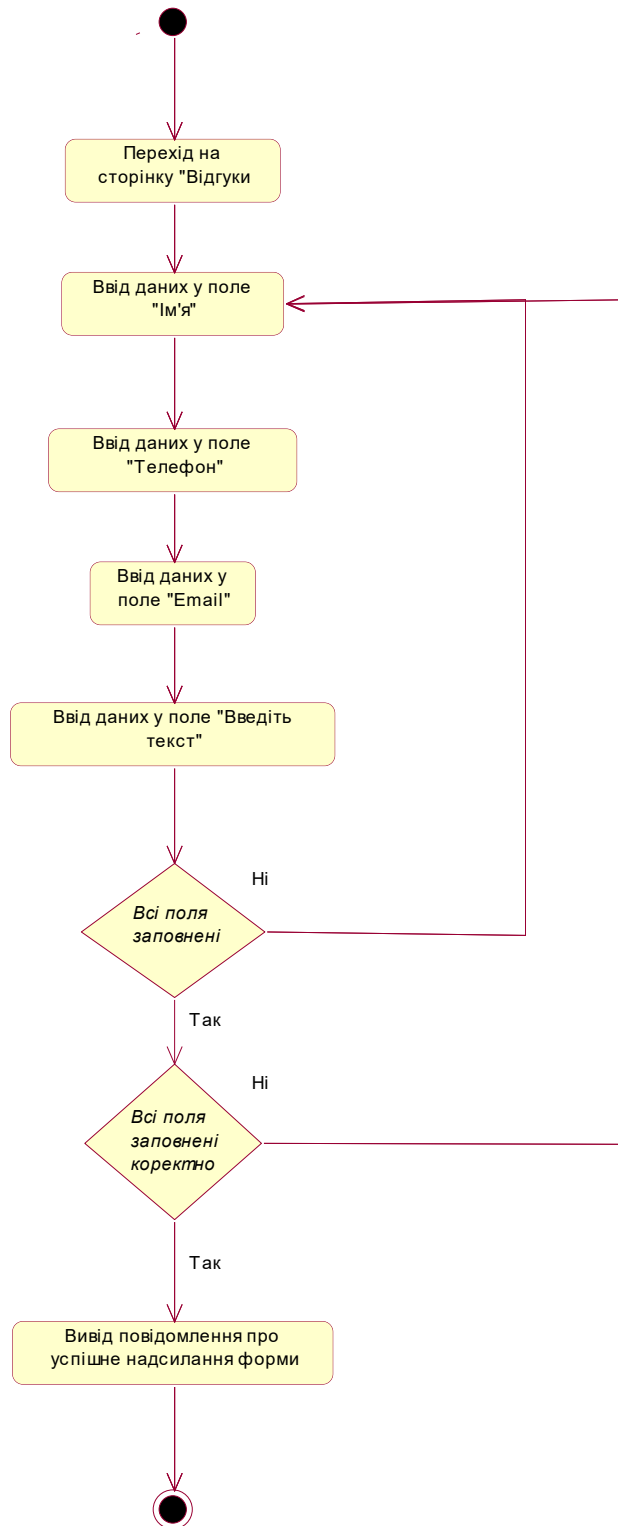 Перехід на
сторінку "Відгуки
Ввід даних у поле
"Ім'я"
Ввід даних у поле
"Телефон"
Ввід даних у
поле "Email"
Ввід даних у поле "Введіть
текст"
Ні
Всі поля
заповнені
Так
Ні
Всі поля
заповнені
коректно
Так
Вивід повідомлення про
успішне надсилання форми